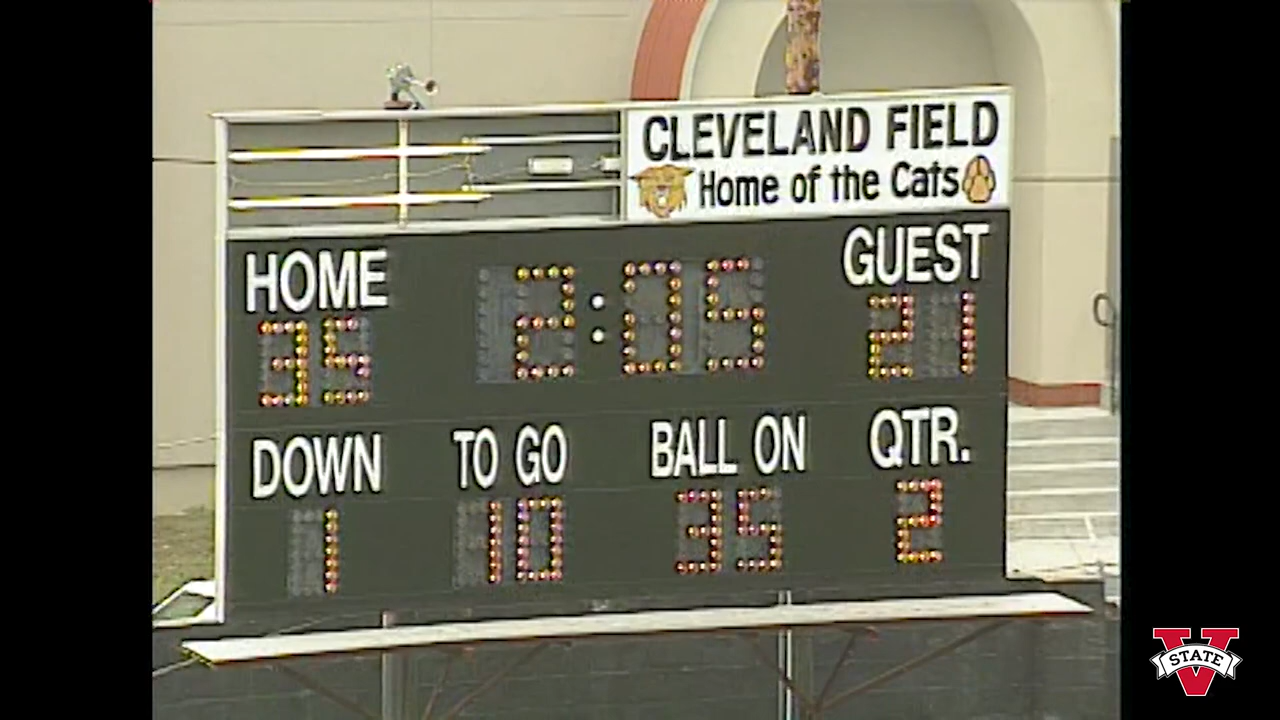 CLEVELAND FIELD
Home of the Cats
HOME
2:05
GUEST
35
21
DOWN
TO GO
BALL ON
QTR.
1
10
35
2
V STATE